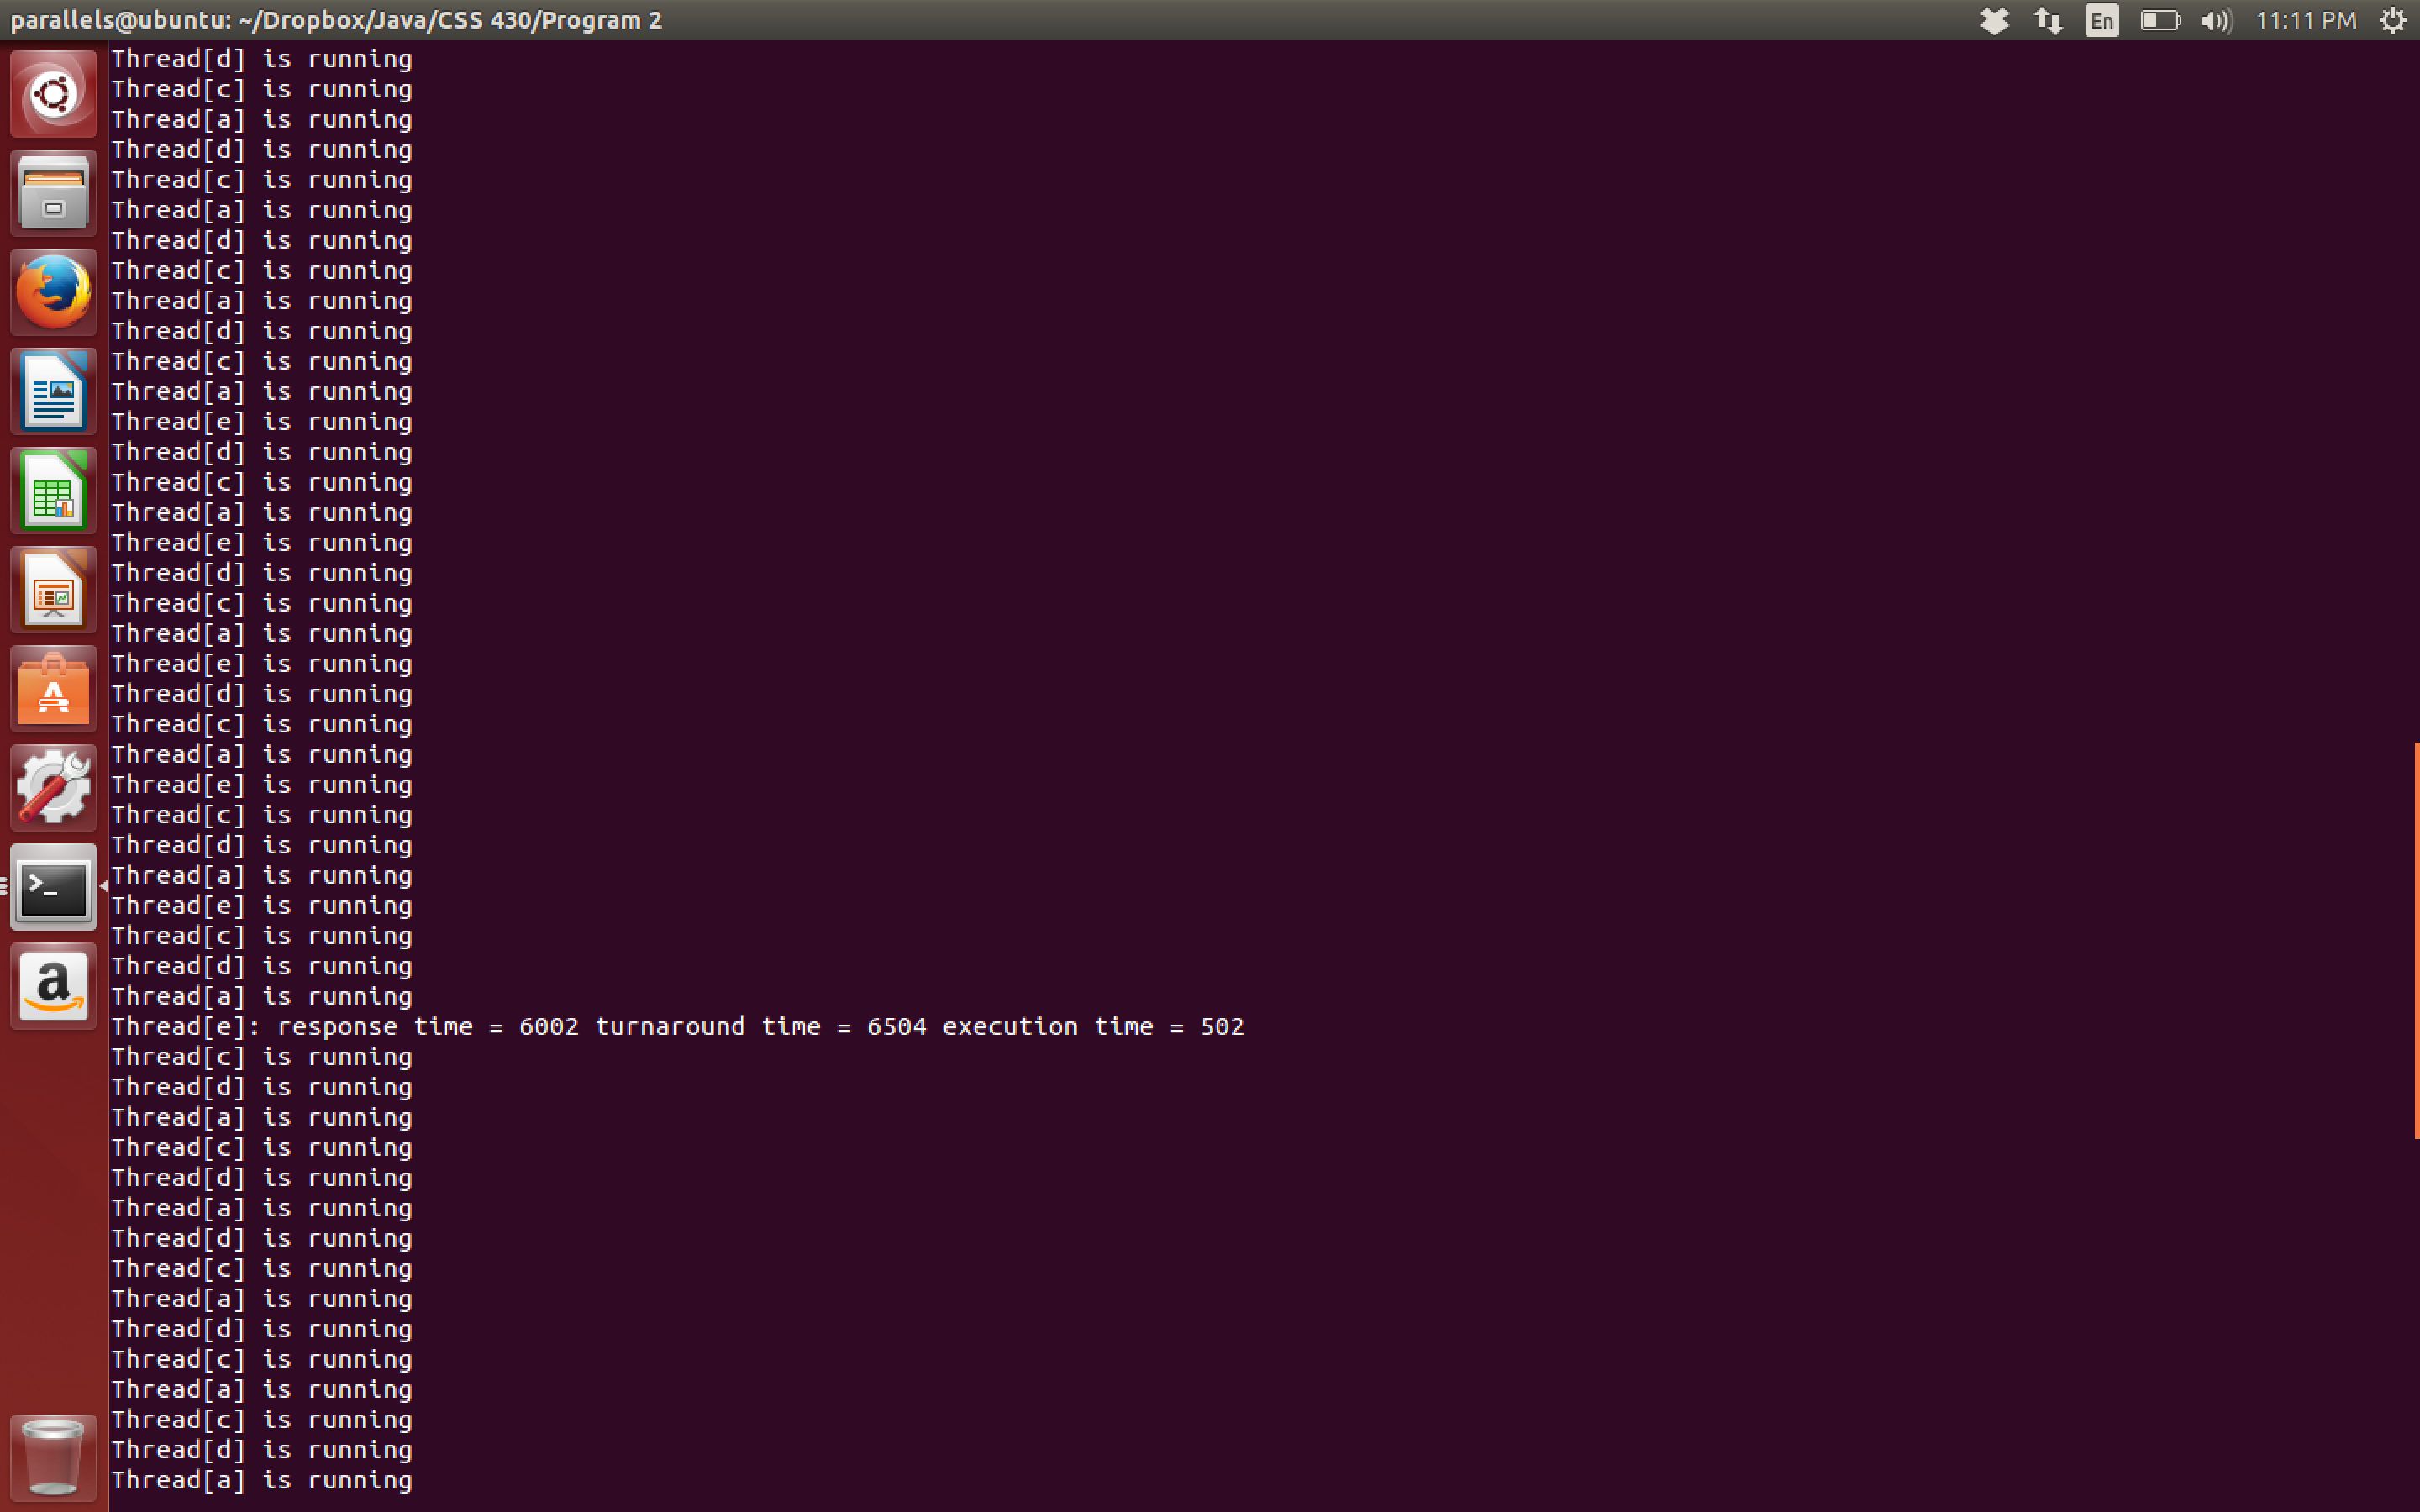 parallels@ubuntu: ~/Dropbox/Java/CSS 430/Program 2
En
11:11 PM
Thread[d] is running
Thread[c] is running
Thread[a] is running
Thread[d] is running
Thread[c] is running
Thread[a] is running
Thread[d] is running
Thread[c] is running
Thread[a] is running
Thread[d] is running
Thread[c] is running
Thread[a] is running
Thread[e] is running
Thread[d] is running
Thread[c] is running
Thread[a] is running
Thread[e] is running
Thread[d] is running
Thread[c] is running
Thread[a] is running
Thread[e] is running
Thread[d] is running
Thread[c] is running
Thread[a] is running
Thread[e] is running
Thread[c] is running
Thread[d] is running
Thread[a] is running
Thread[e] is running
Thread[c] is running
Thread[d] is running
Thread[a] is running
Thread[e]: response time = 6002 turnaround time = 6504 execution time = 502
Thread[c] is running
Thread[d] is running
Thread[a] is running
Thread[c] is running
Thread[d] is running
Thread[a] is running
Thread[d] is running
Thread[c] is running
Thread[a] is running
Thread[d] is running
Thread[c] is running
Thread[a] is running
Thread[c] is running
Thread[d] is running
Thread[a] is running